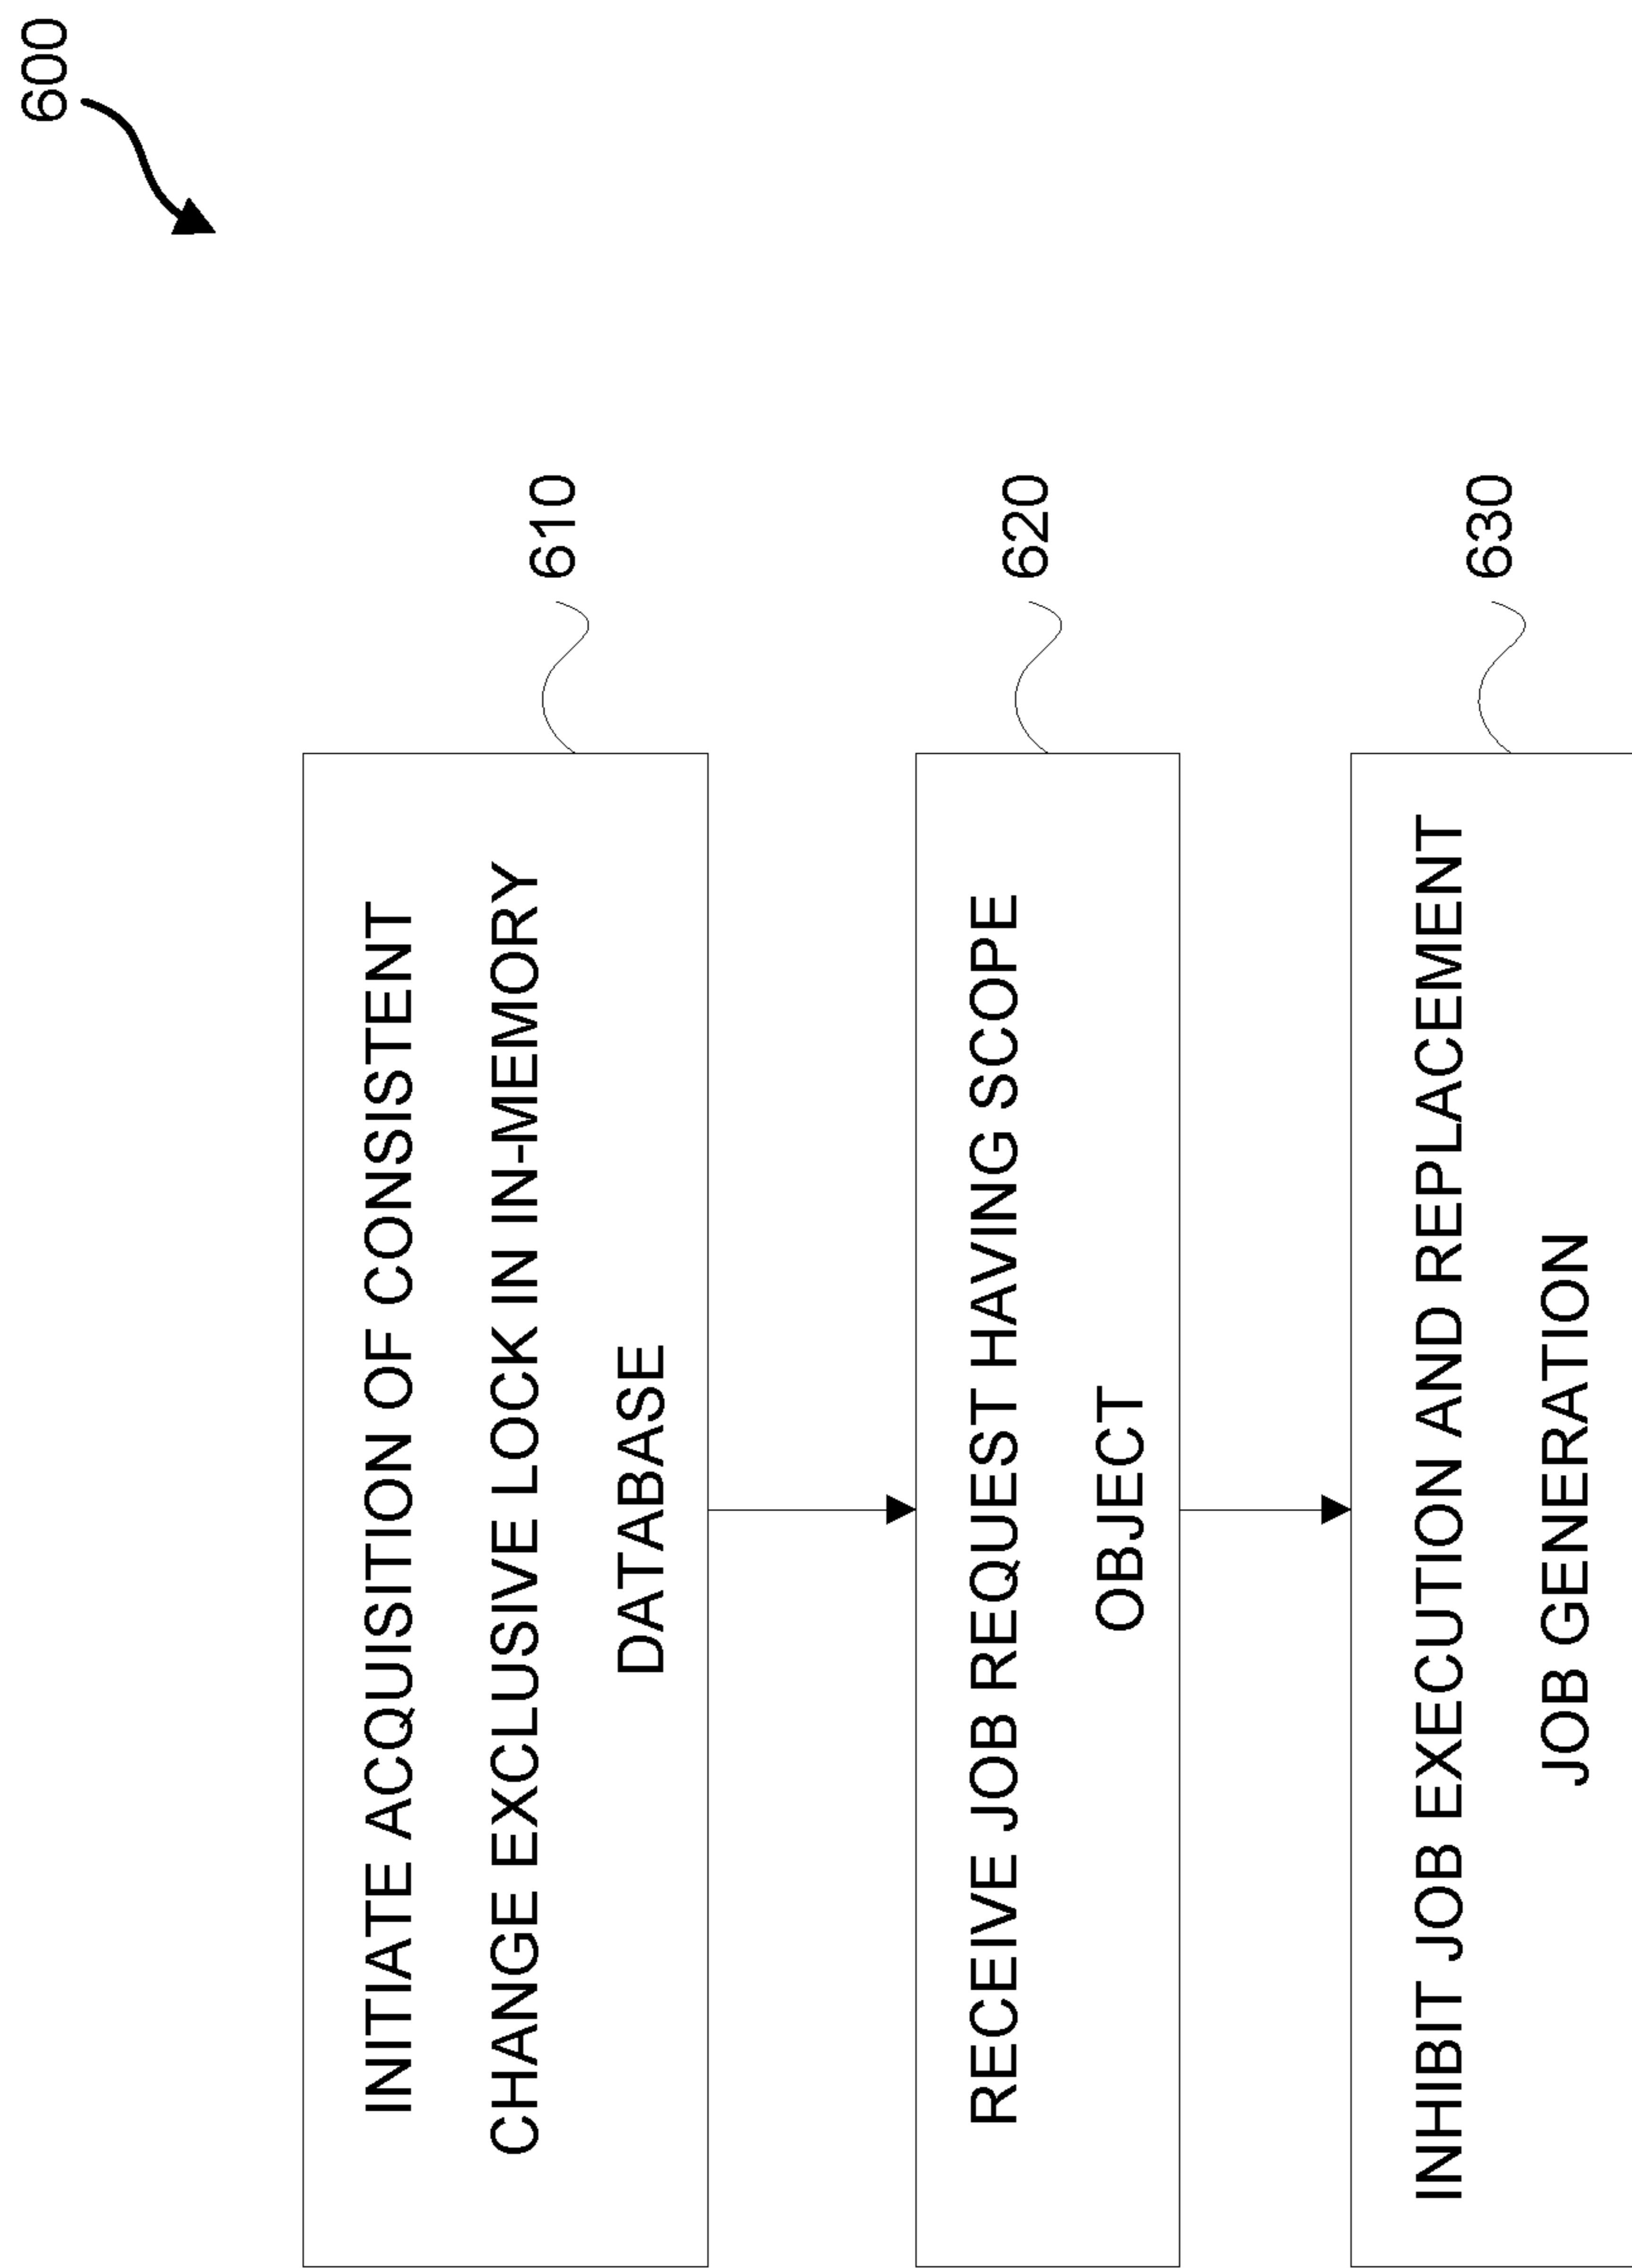 600
INITIATE ACQUISITION OF CONSISTENT
CHANGE EXCLUSIVE LOCK IN IN-MEMORY
DATABASE
610
RECEIVE JOB REQUEST HAVING SCOPE
OBJECT
620
INHIBIT JOB EXECUTION AND REPLACEMENT
JOB GENERATION
630